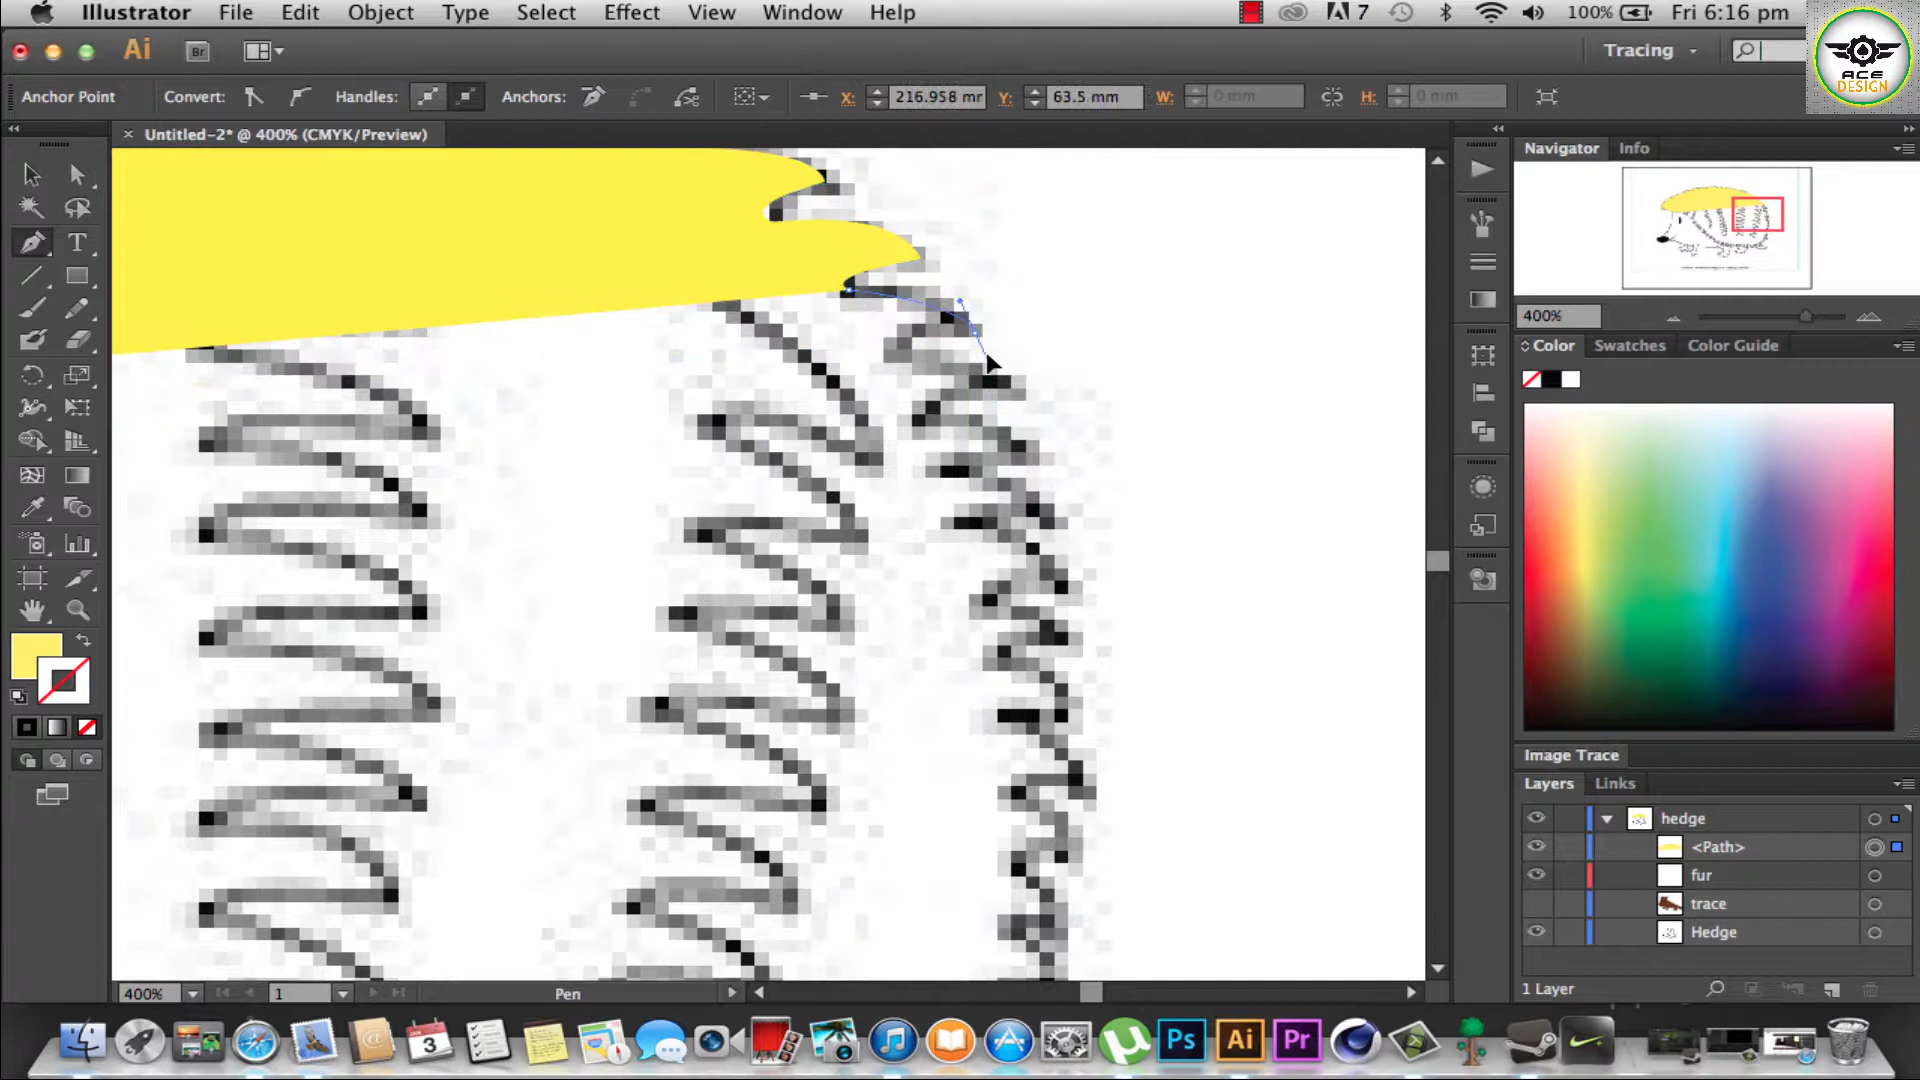 Illustrator File Edit Object Type Select Effect View Window Help
7 100% Fri 6:16 pm
Ai Br Tracing
ACE
DESIGN
Anchor Point Convert: Handles: Anchors: X: 216.958 mr Y: 63.5 mm W: 0 mm H: 0 mm
Untitled-2* @ 400% (CMYK/Preview)
Navigator Info
400%
Color Swatches Color Guide
Image Trace
Layers Links
hedge
<Path>
fur
trace
Hedge
1 Layer
400% 1 Pen
JAN
3
Ps Ai Pr